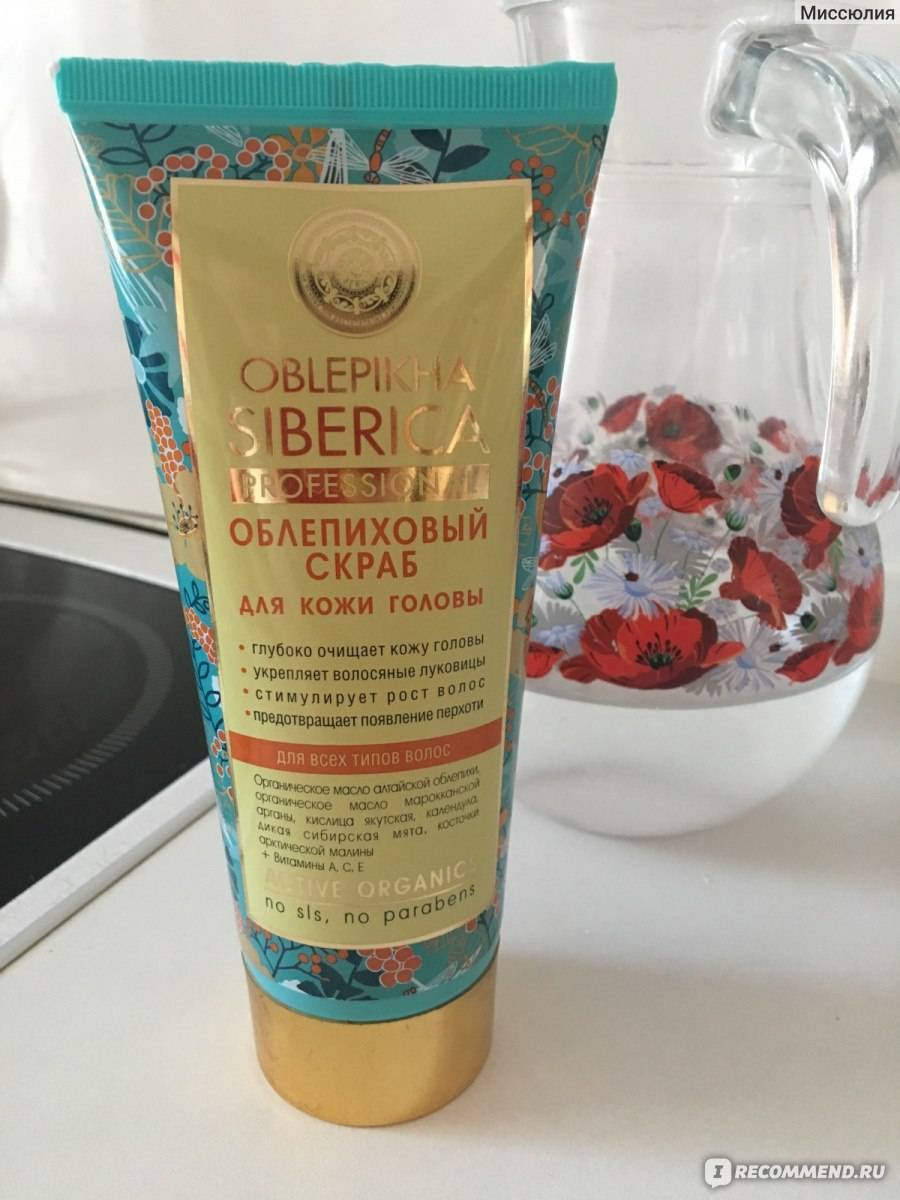 Миссюлия
OBLEPIKHA
SIBERICA
PROFESSIONAL
ОБЛЕПИХОВЫЙ
СКРАБ
ДЛЯ КОЖИ ГОЛОВЫ
• глубоко очищает кожу головы
• укрепляет волосяные луковицы
• стимулирует рост волос
• предотвращает появление перхоти
ДЛЯ ВСЕХ ТИПОВ ВОЛОС
Органическое масло алтайской облепихи,
органическое масло марокканской
арганы, кислица якутская, календула,
дикая сибирская мята, косточки
арктической малины
+ Витамины А, С, Е
ACTIVE ORGANICS
no sls, no parabens
IRECOMMEND.RU